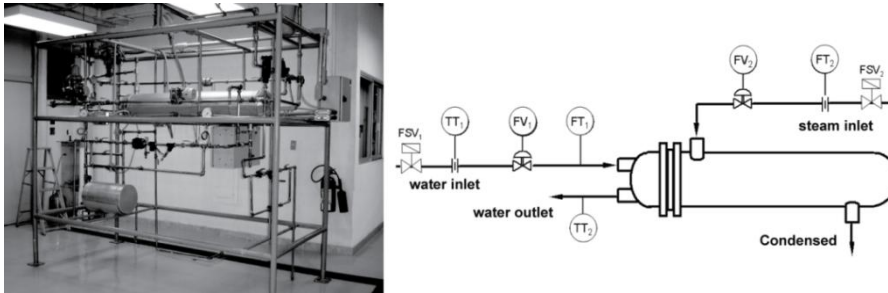 FV₂
FT₂
FSV₂
steam inlet
FSV₁
TT₁
FV₁
FT₁
water inlet
water outlet
TT₂
Condensed